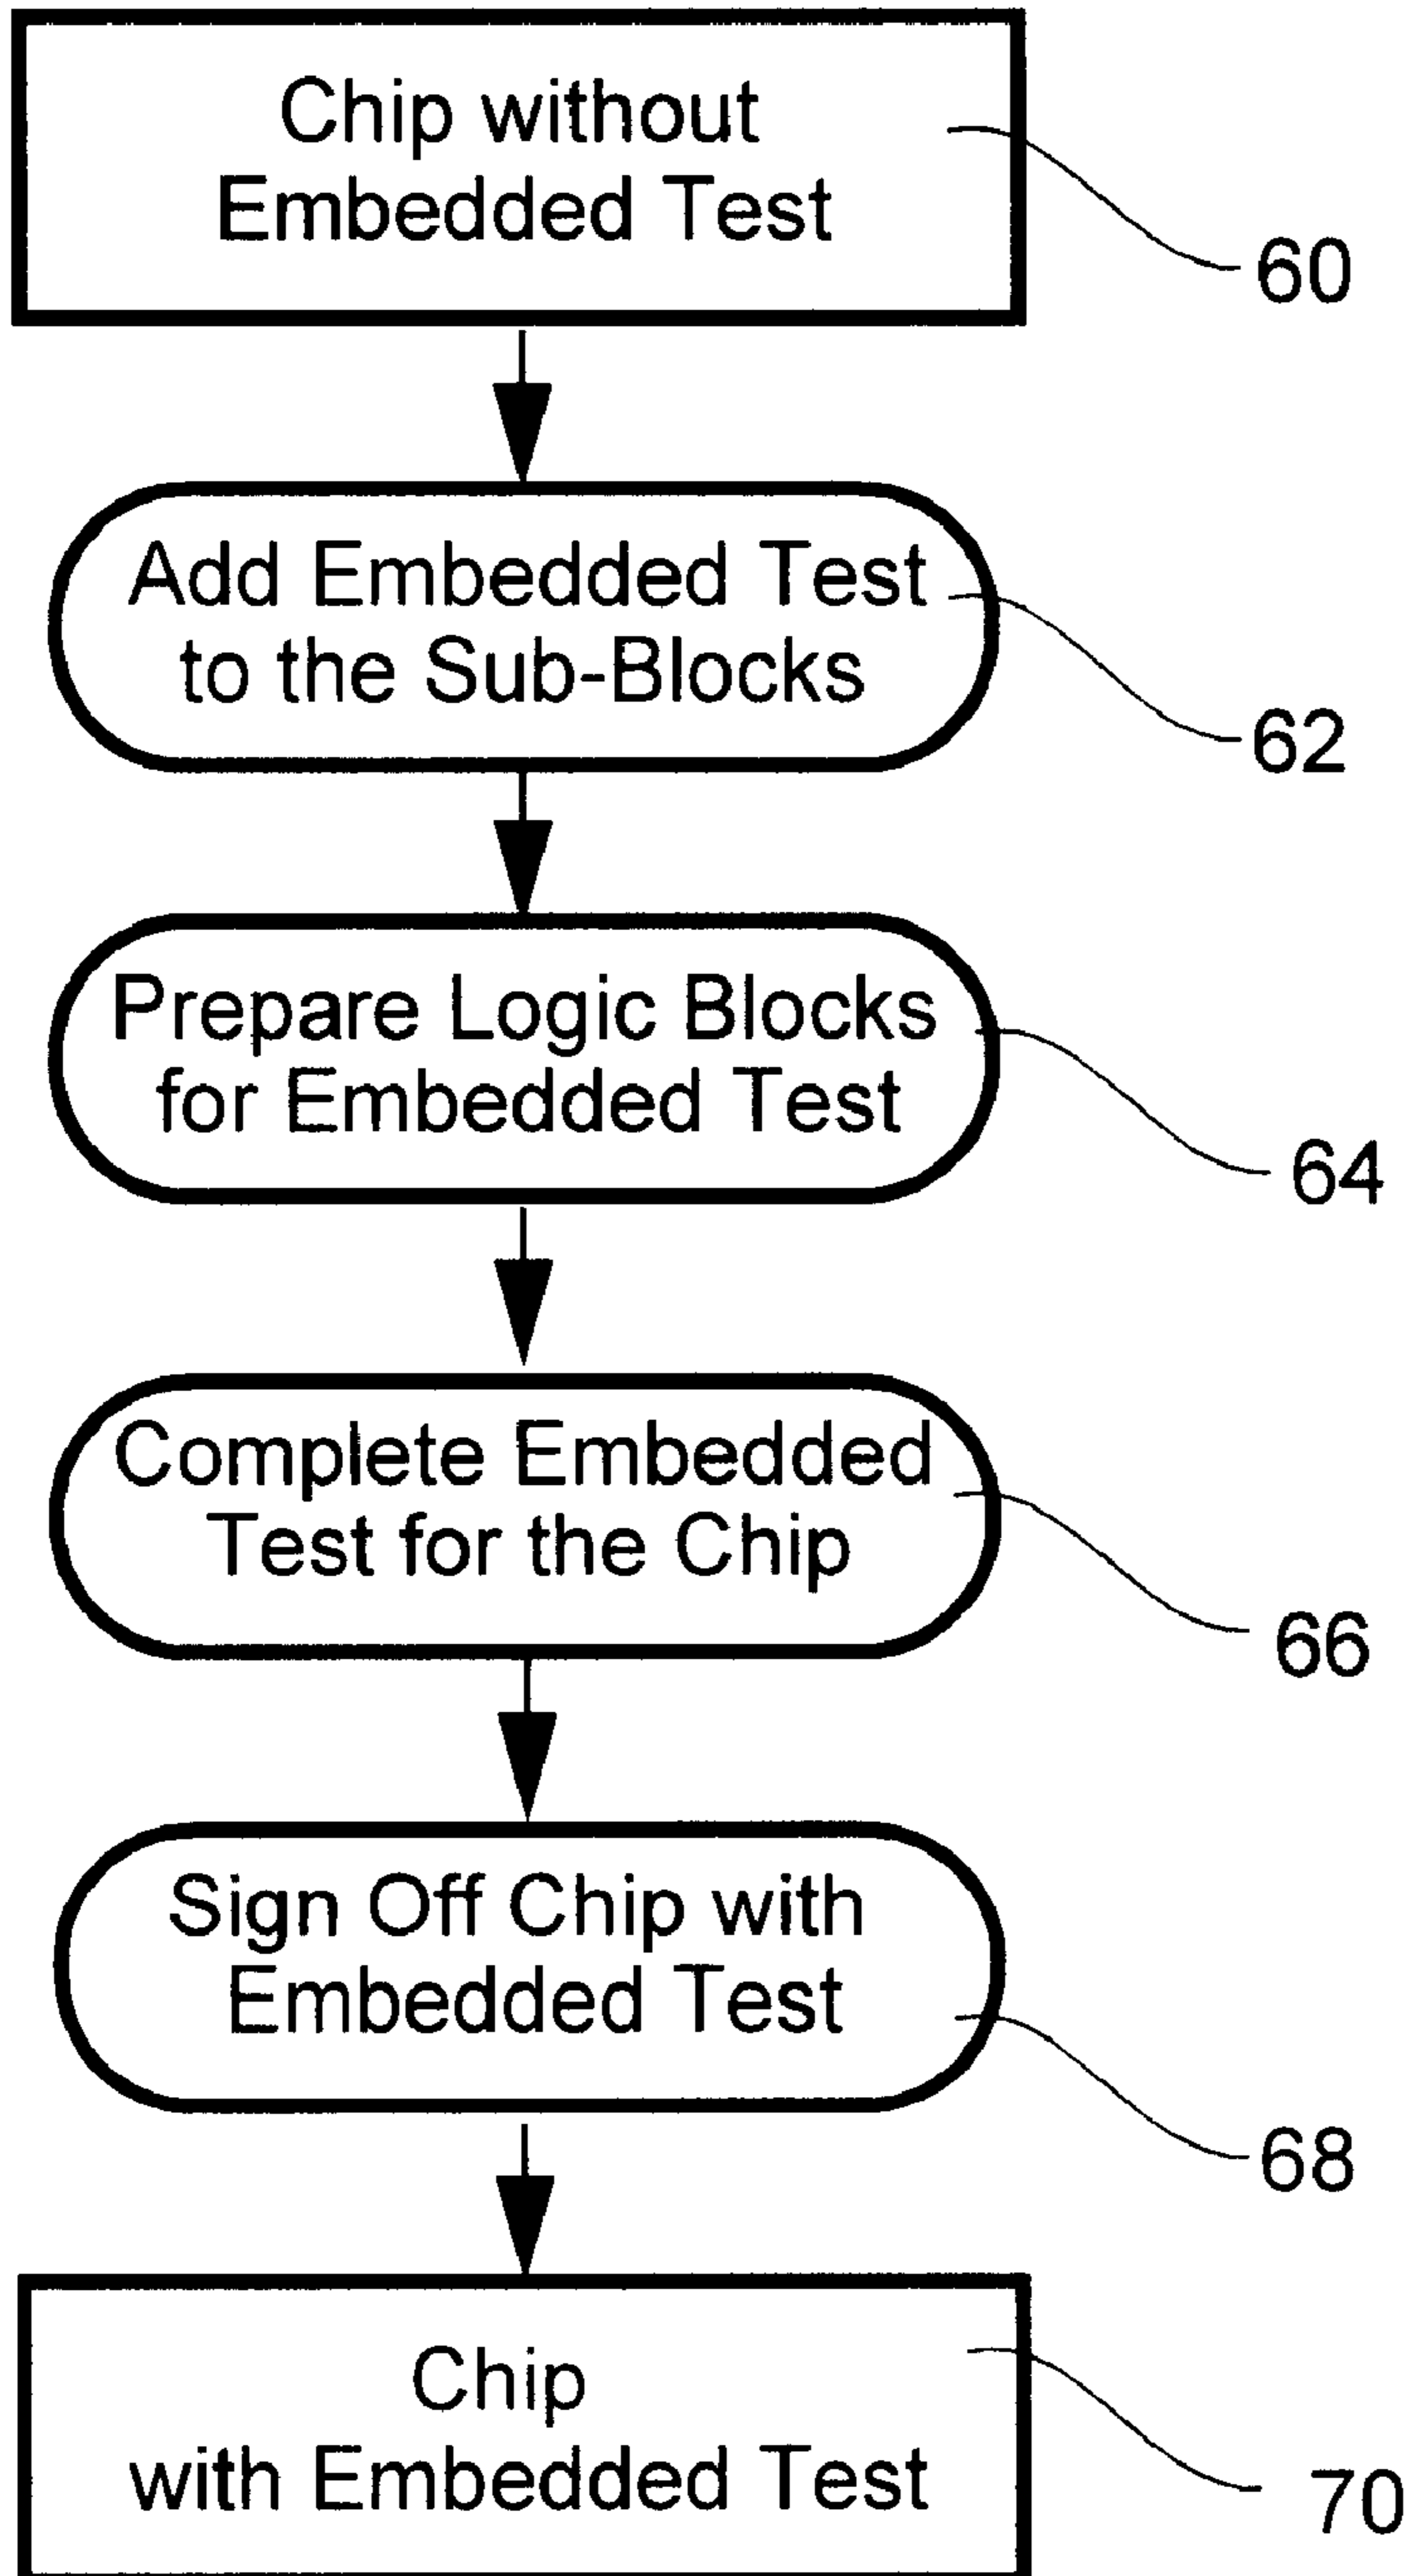 Chip without
Embedded Test
60
Add Embedded Test
to the Sub-Blocks
62
Prepare Logic Blocks
for Embedded Test
64
Complete Embedded
Test for the Chip
66
Sign Off Chip with
Embedded Test
68
Chip
with Embedded Test
70